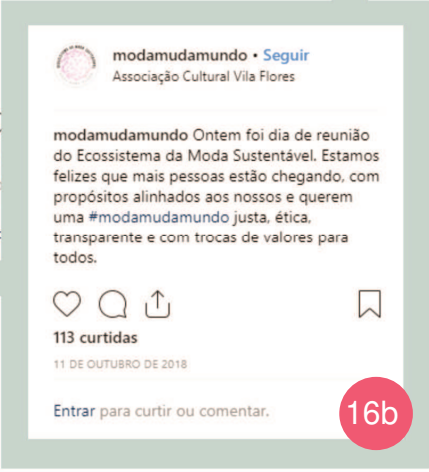 modamudamundo • Seguir
Associação Cultural Vila Flores
modamudamundo Ontem foi dia de reunião
do Ecossistema da Moda Sustentável. Estamos
felizes que mais pessoas estão chegando, com
propósitos alinhados aos nossos e querem
uma #modamudamundo justa, ética,
transparente e com trocas de valores para
todos.
113 curtidas
11 DE OUTUBRO DE 2018
Entrar para curtir ou comentar.
16b